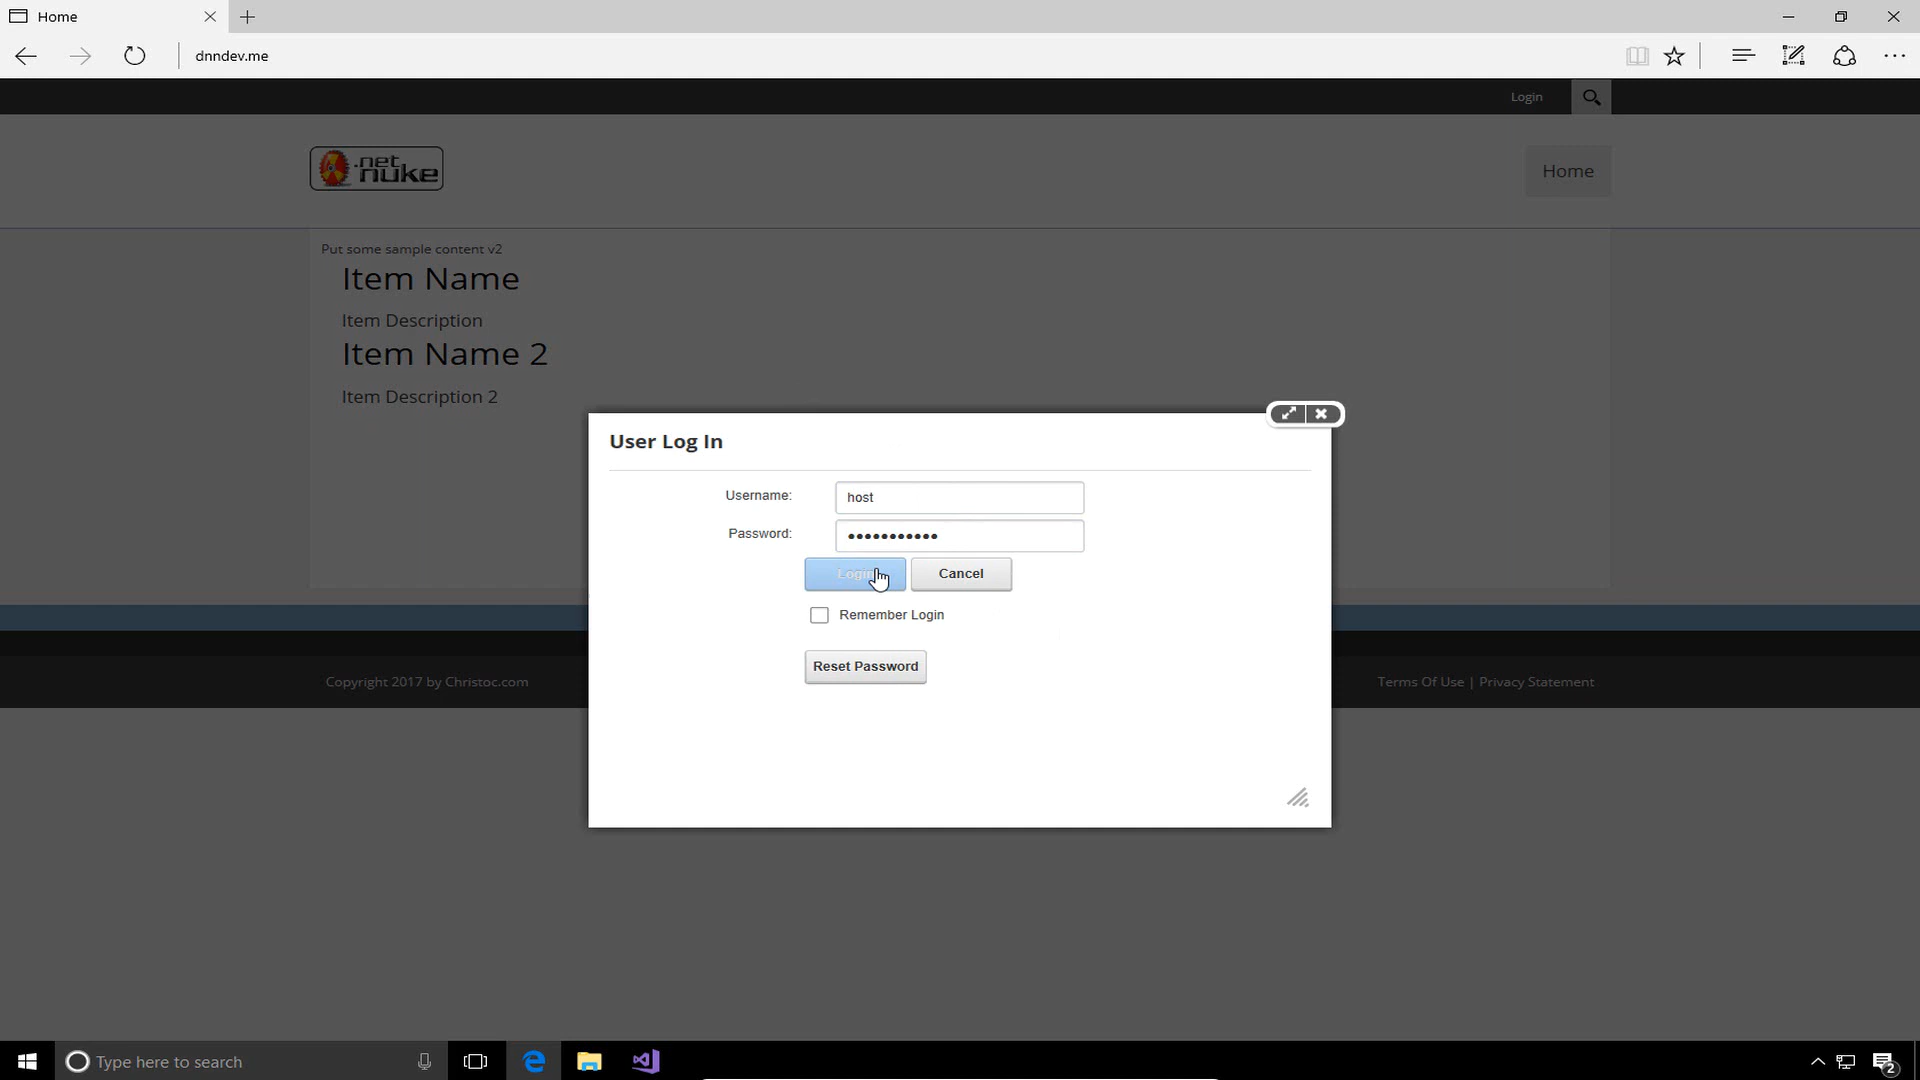 Home
dnndev.me
Login
.net
nuke
Home
Put some sample content v2
Item Name
Item Description
Item Name 2
Item Description 2
User Log In
Username:
host
Password:
Login
Cancel
Remember Login
Reset Password
Copyright 2017 by Christoc.com
Terms Of Use | Privacy Statement
Type here to search
2